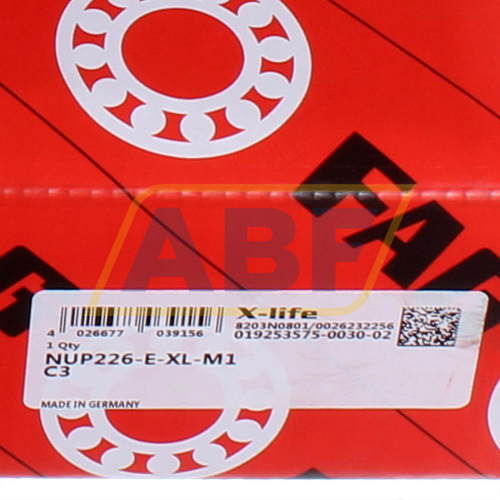 FAG
ABF
G
X-life
8203N0801/0026232256
019253575-0030-02
4 026677 039156
1 Qty
NUP226-E-XL-M1
C3
MADE IN GERMANY